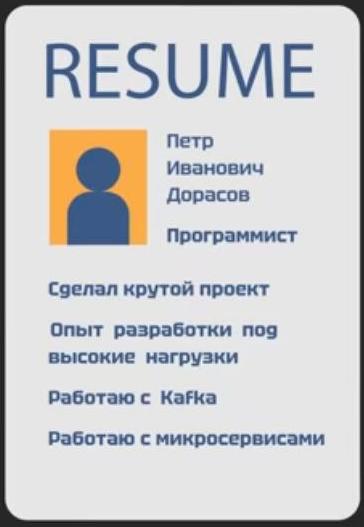 RESUME
Петр
Иванович
Дорасов
Программист
Сделал крутой проект
Опыт разработки под
высокие нагрузки
Работаю с Kafka
Работаю с микросервисами